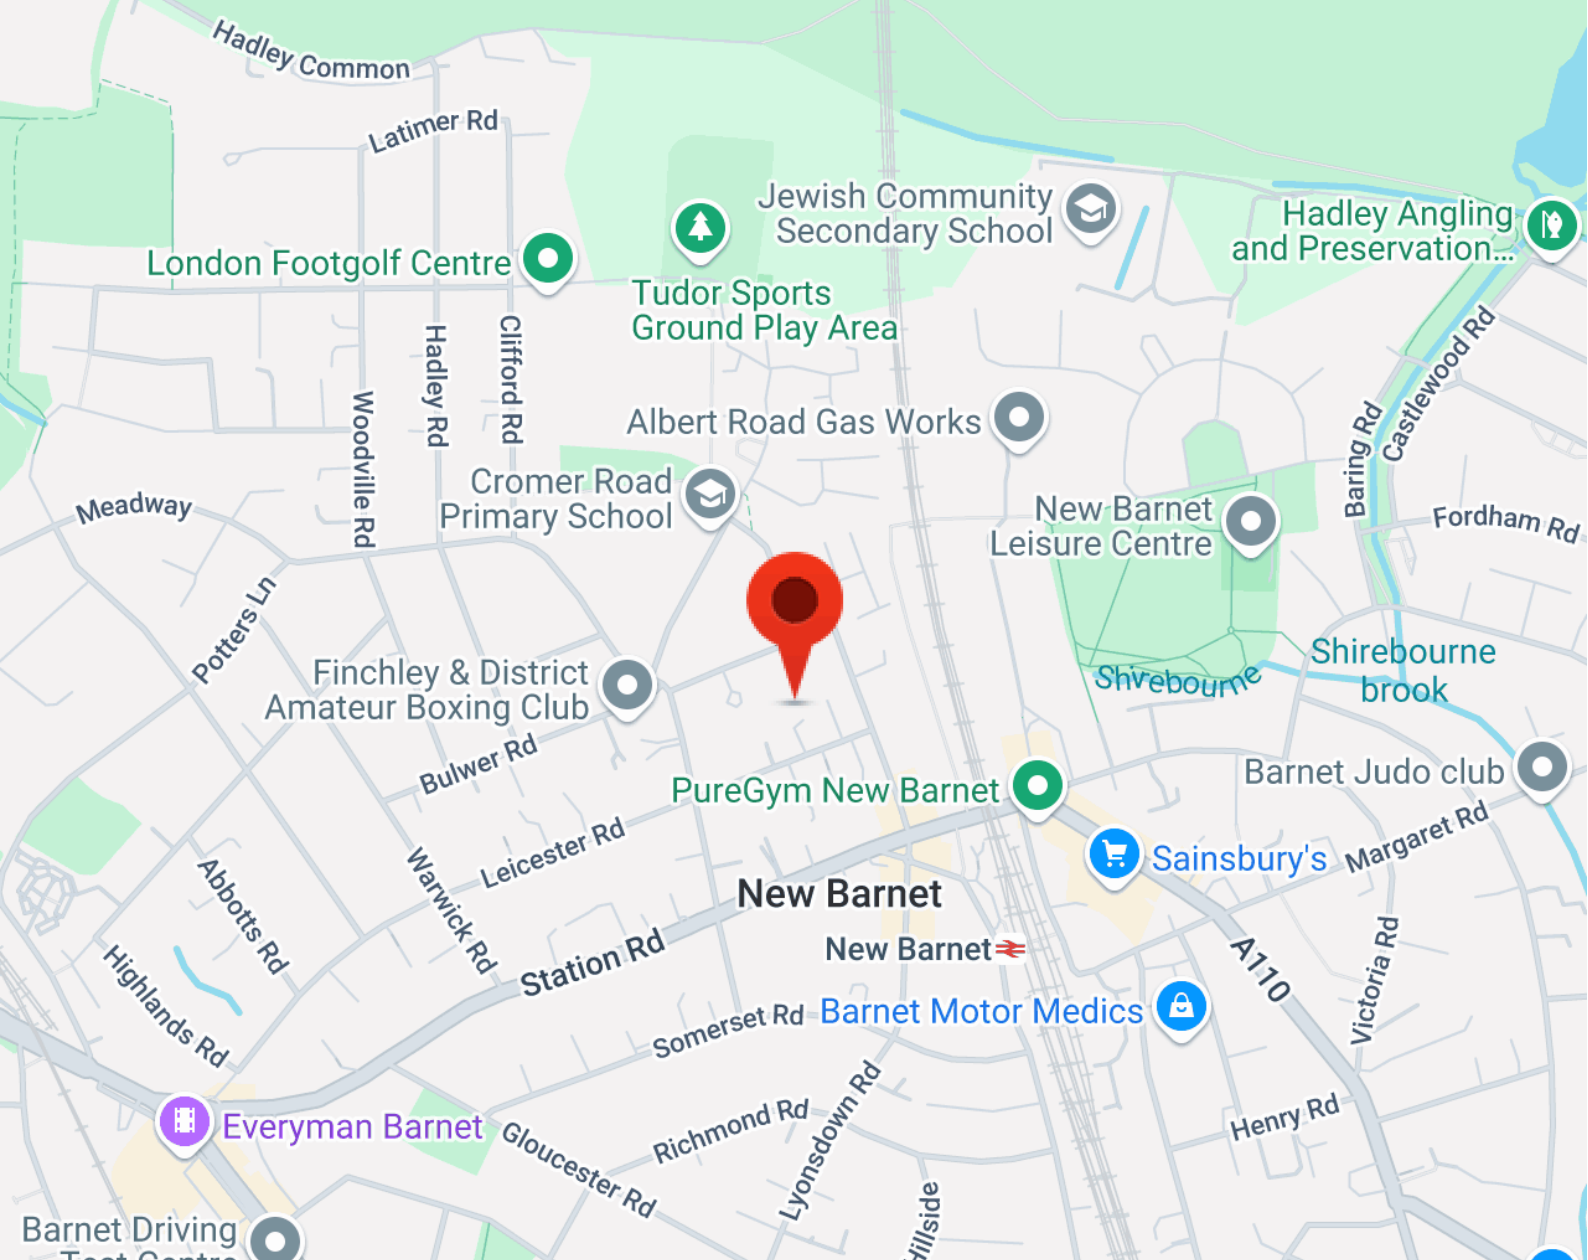 Hadley Common
Latimer Rd
Jewish Community
Secondary School
Hadley Angling
and Preservation...
London Footgolf Centre
Tudor Sports
Ground Play Area
Hadley Rd
Clifford Rd
Woodville Rd
Castlewood Rd
Baring Rd
Albert Road Gas Works
Cromer Road
Primary School
Meadway
New Barnet
Leisure Centre
Fordham Rd
Potters Ln
Finchley & District
Amateur Boxing Club
Shirebourne
Shirebourne
brook
Bulwer Rd
PureGym New Barnet
Barnet Judo club
Leicester Rd
Warwick Rd
Abbotts Rd
Sainsbury's
Margaret Rd
New Barnet
New Barnet
Station Rd
Highlands Rd
A110
Victoria Rd
Somerset Rd
Barnet Motor Medics
Everyman Barnet
Gloucester Rd
Richmond Rd
Lyonsdown Rd
Henry Rd
Hillside
Barnet Driving
Test Centre